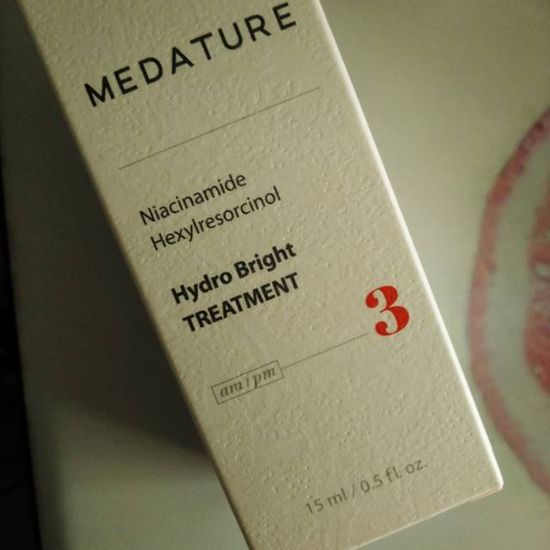 MEDATURE
Niacinamide
Hexylresorcinol
Hydro Bright
TREATMENT
3
am / pm
15 ml / 0.5 fl. oz.